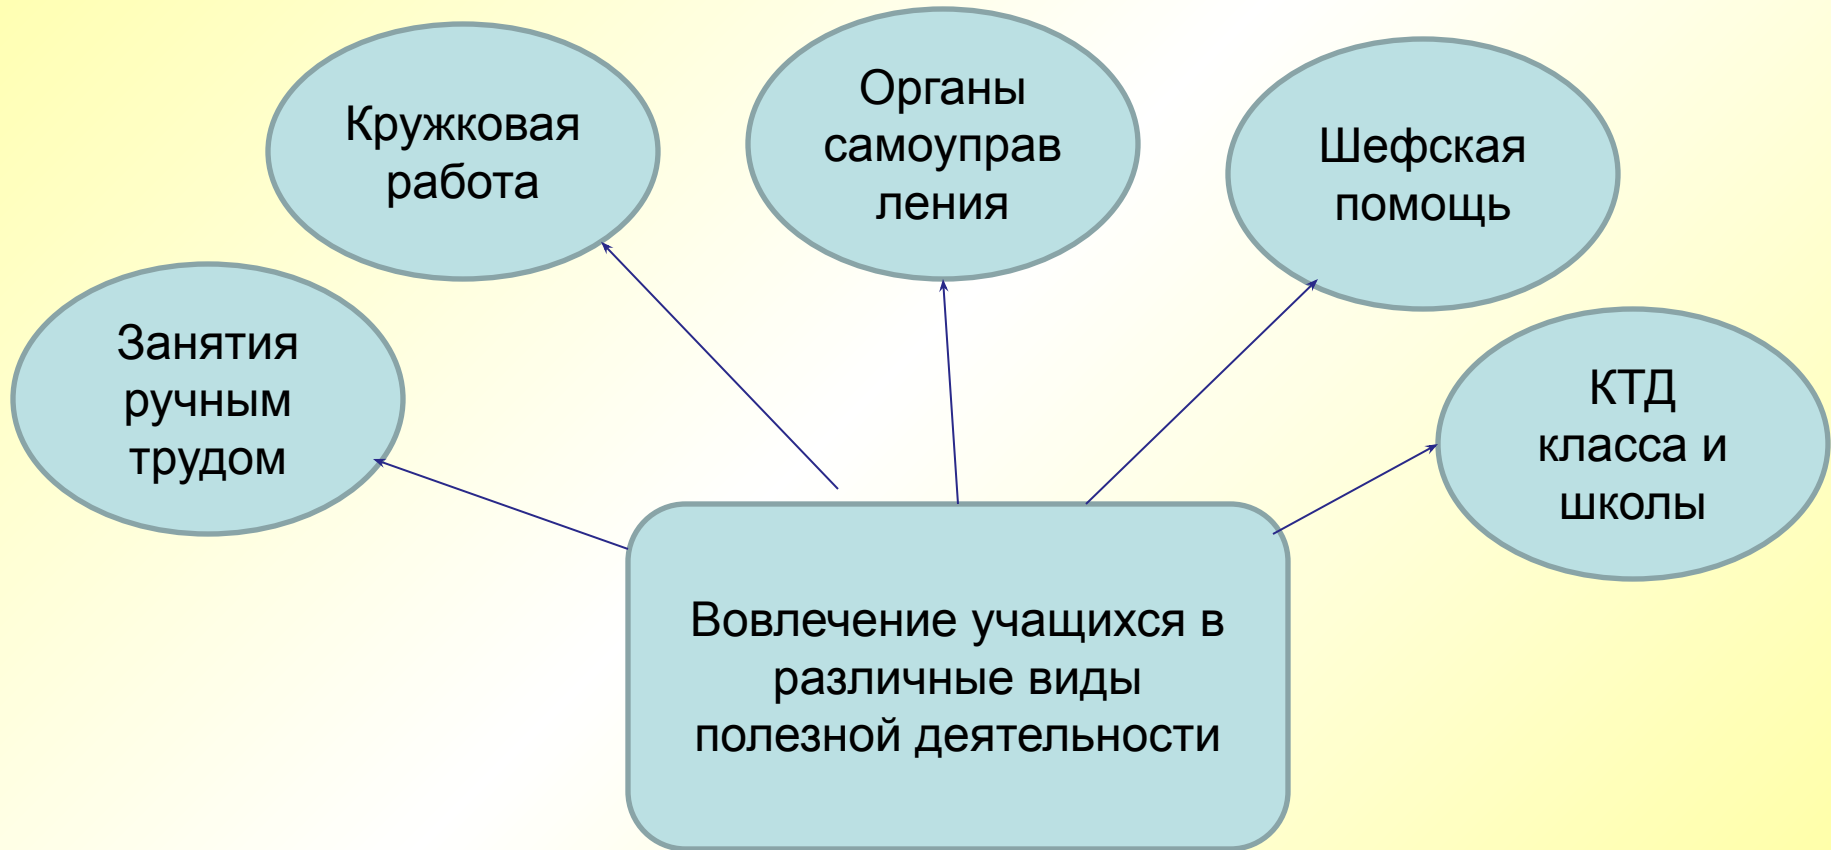 Кружковая
работа
Органы
самоуправ
ления
Шефская
помощь
Занятия
ручным
трудом
КТД
класса и
школы
Вовлечение учащихся в
различные виды
полезной деятельности